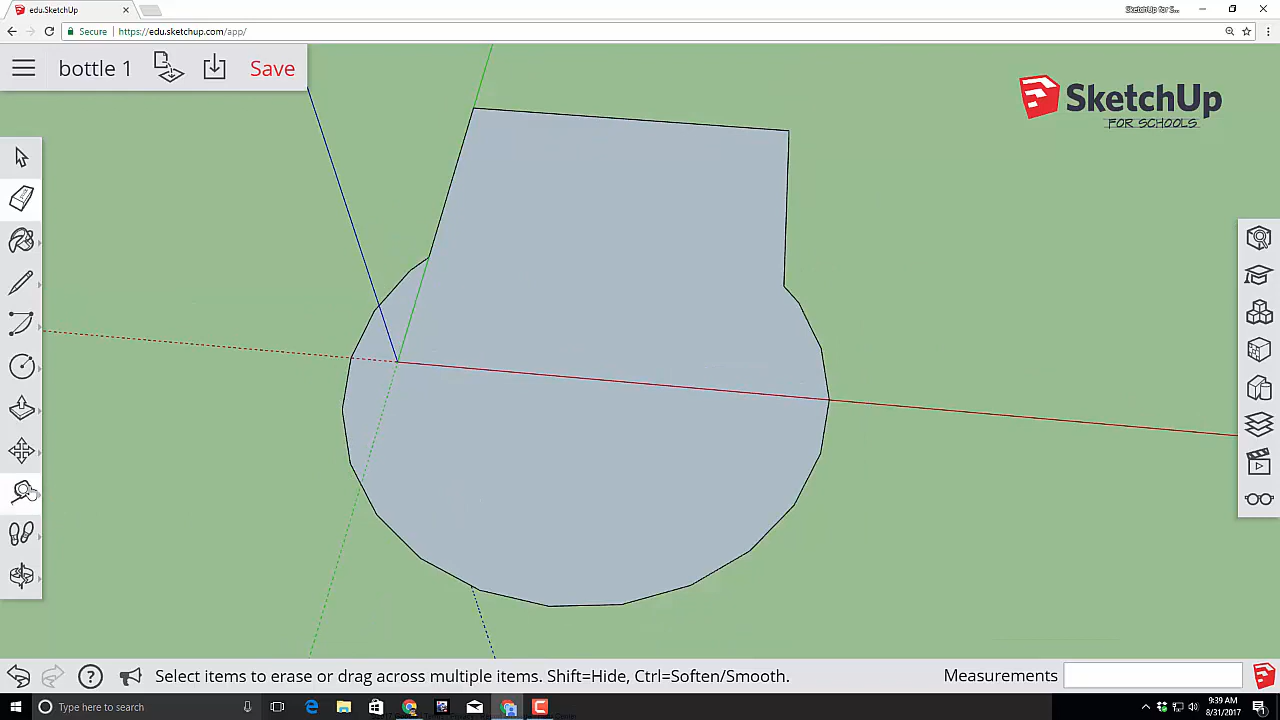 edu.SketchUp
SketchUp for S...
Secure https://edu.sketchup.com/app/
bottle 1
Save
SketchUp
FOR SCHOOLS
Select items to erase or drag across multiple items. Shift=Hide, Ctrl=Soften/Smooth.
Measurements
Type here to search
9:39 AM
8/31/2017